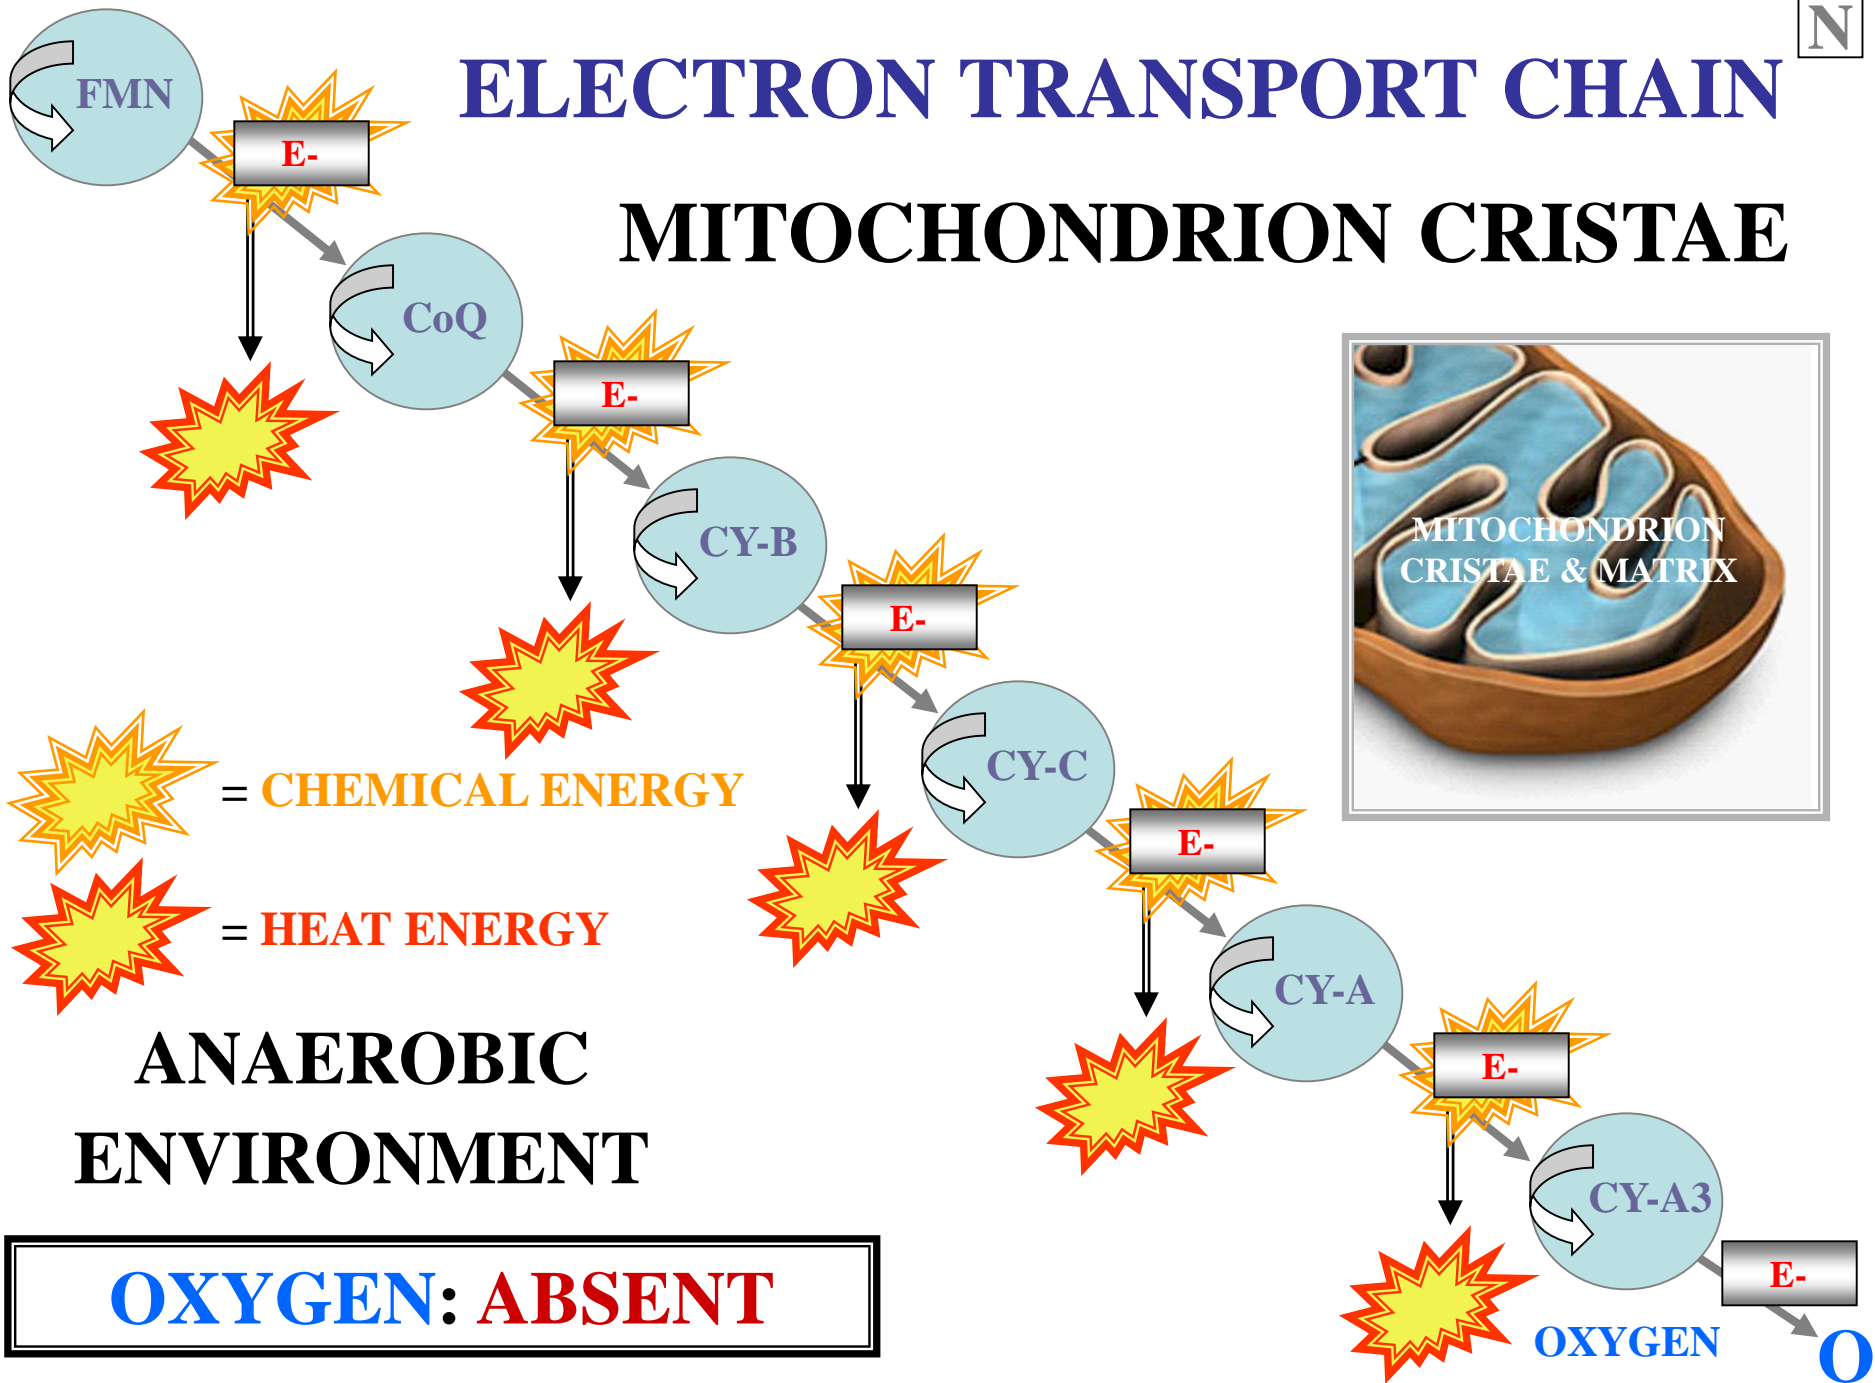 N
ELECTRON TRANSPORT CHAIN
FMN
E-
MITOCHONDRION CRISTAE
CoQ
E-
MITOCHONDRION
CRISTAE & MATRIX
CY-B
E-
CY-C
= CHEMICAL ENERGY
E-
= HEAT ENERGY
CY-A
ANAEROBIC
ENVIRONMENT
E-
CY-A3
E-
OXYGEN: ABSENT
OXYGEN
O